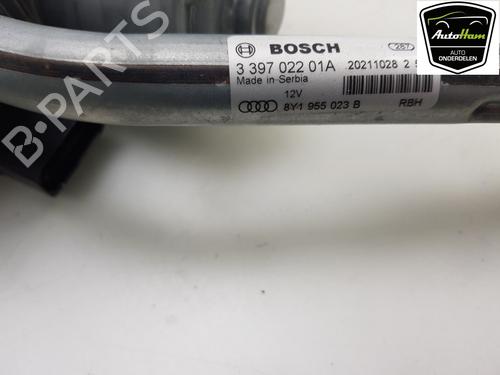 BOSCH
287
3 397 022 01A
20211028 2
Made in Serbia
12V
8Y1 955 023 B
RBH
AutoHam
AUTO
ONDERDELEN
B-PARTS